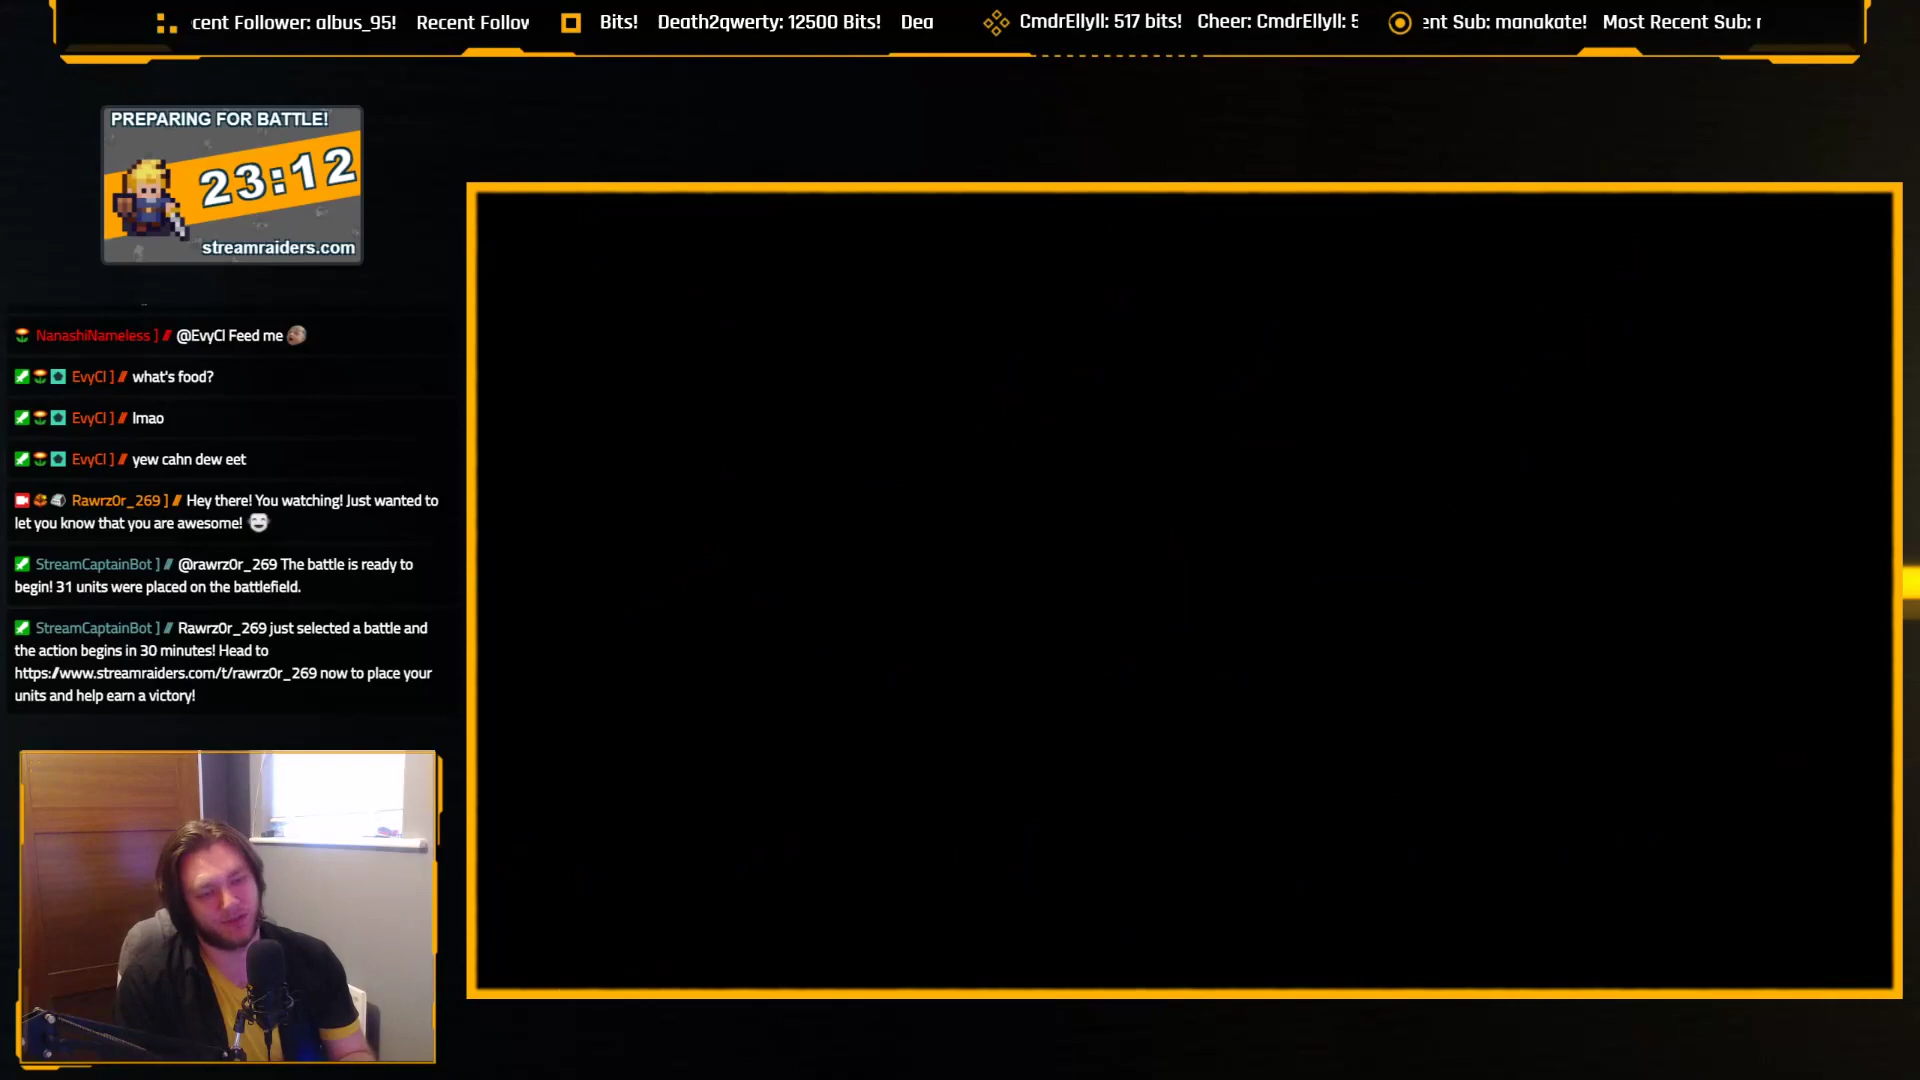 cent Follower: albus_95! Recent Follow
Bits! Death2qwerty: 12500 Bits! Dea
CmdrEllyll: 517 bits! Cheer: CmdrEllyll: 5
ent Sub: manakate! Most Recent Sub: r
PREPARING FOR BATTLE!
23:12
streamraiders.com
NanashiNameless ] // @EvyCl Feed me
EvyCl ] // what's food?
EvyCl ] // lmao
EvyCl ] // yew cahn dew eet
Rawrz0r_269 ] // Hey there! You watching! Just wanted to
let you know that you are awesome!
StreamCaptainBot ] // @rawrz0r_269 The battle is ready to
begin! 31 units were placed on the battlefield.
StreamCaptainBot ] // Rawrz0r_269 just selected a battle and
the action begins in 30 minutes! Head to
https://www.streamraiders.com/t/rawrz0r_269 now to place your
units and help earn a victory!